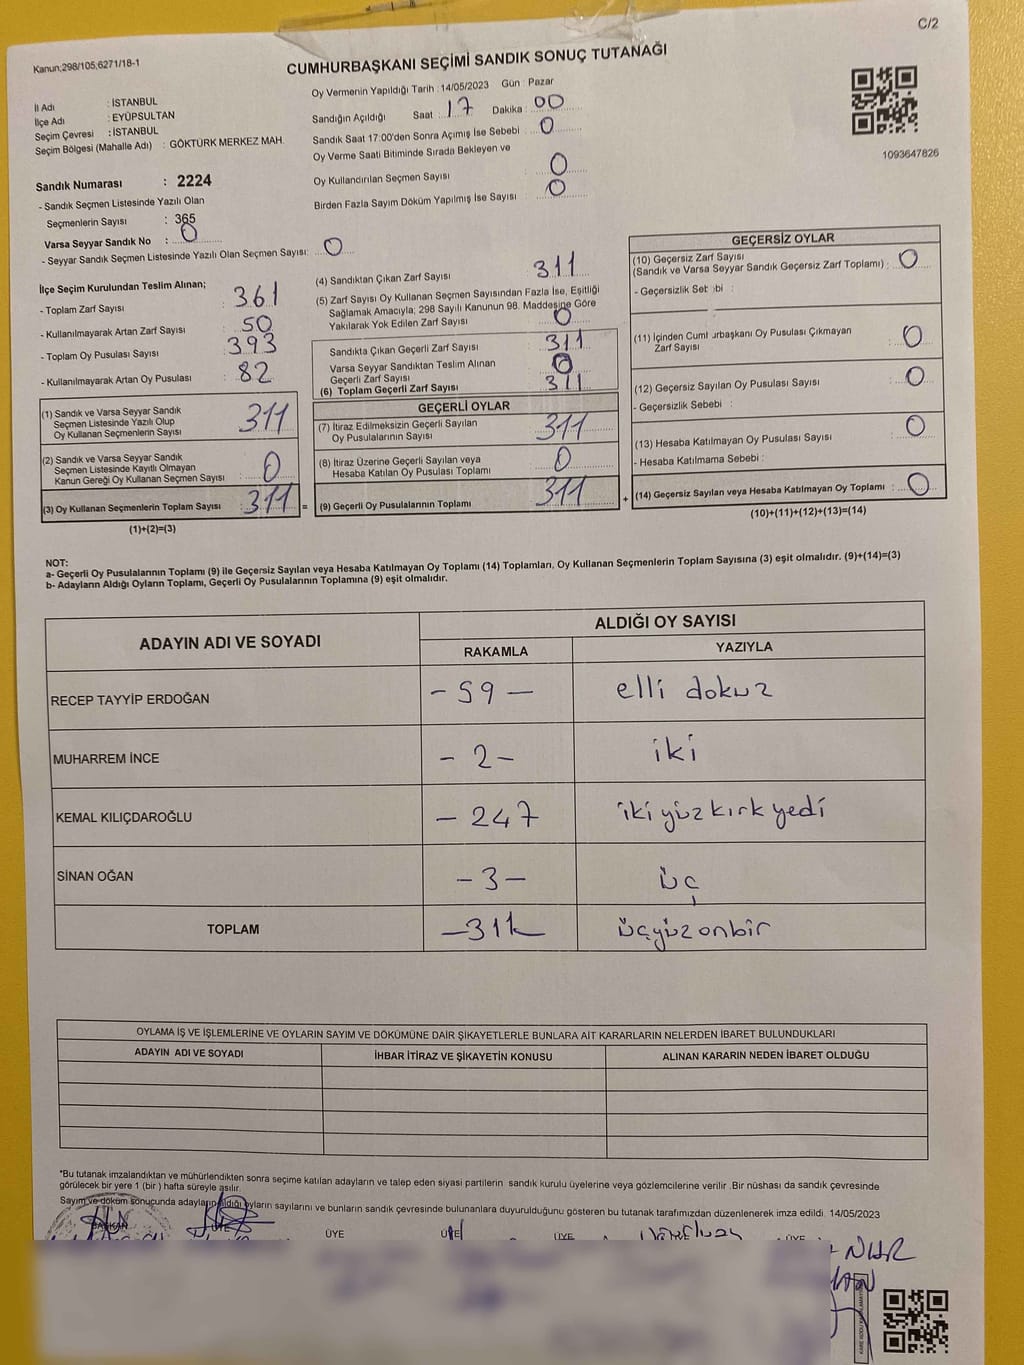 C/2
Kanun:298/105;6271/18-1
CUMHURBAŞKANI SEÇİMİ SANDIK SONUÇ TUTANAĞI
İl Adı : İSTANBUL
İlçe Adı : EYÜPSULTAN
Seçim Çevresi : İSTANBUL
Seçim Bölgesi (Mahalle Adı) : GÖKTÜRK MERKEZ MAH.
Oy Vermenin Yapıldığı Tarih : 14/05/2023 Gün : Pazar
Sandığın Açıldığı Saat : 17 Dakika : 00
Sandık Saat 17:00'den Sonra Açımış İse Sebebi 0
Oy Verme Saati Bitiminde Sırada Bekleyen ve
Oy Kullandırılan Seçmen Sayısı : 0
Birden Fazla Sayım Döküm Yapılmış İse Sayısı : 0
1093647826
Sandık Numarası : 2224
- Sandık Seçmen Listesinde Yazılı Olan
Seçmenlerin Sayısı : 365
Varsa Seyyar Sandık No : 0
- Seyyar Sandık Seçmen Listesinde Yazılı Olan Seçmen Sayısı: 0
İlçe Seçim Kurulundan Teslim Alınan;
- Toplam Zarf Sayısı : 361
- Kullanılmayarak Artan Zarf Sayısı : 50
- Toplam Oy Pusulası Sayısı : 393
- Kullanılmayarak Artan Oy Pusulası : 82
(1) Sandık ve Varsa Seyyar Sandık
Seçmen Listesinde Yazılı Olup
Oy Kullanan Seçmenlerin Sayısı 311
(2) Sandık ve Varsa Seyyar Sandık
Seçmen Listesinde Kayıtlı Olmayan
Kanun Gereği Oy Kullanan Seçmen Sayısı 0
(3) Oy Kullanan Seçmenlerin Toplam Sayısı 311
(1)+(2)=(3)
(4) Sandıktan Çıkan Zarf Sayısı 311
(5) Zarf Sayısı Oy Kullanan Seçmen Sayısından Fazla İse, Eşitliği
Sağlamak Amacıyla; 298 Sayılı Kanunun 98. Maddesine Göre
Yakılarak Yok Edilen Zarf Sayısı 0
Sandıkta Çıkan Geçerli Zarf Sayısı 311
Varsa Seyyar Sandıktan Teslim Alınan
Geçerli Zarf Sayısı 0
(6) Toplam Geçerli Zarf Sayısı 311
GEÇERLİ OYLAR
(7) İtiraz Edilmeksizin Geçerli Sayılan
Oy Pusulalarının Sayısı 311
(8) İtiraz Üzerine Geçerli Sayılan veya
Hesaba Katılan Oy Pusulası Toplamı 0
= (9) Geçerli Oy Pusulalarının Toplamı 311
GEÇERSİZ OYLAR
(10) Geçersiz Zarf Sayısı
(Sandık ve Varsa Seyyar Sandık Geçersiz Zarf Toplamı) : 0
- Geçersizlik Sebebi :
(11) İçinden Cumhurbaşkanı Oy Pusulası Çıkmayan
Zarf Sayısı 0
(12) Geçersiz Sayılan Oy Pusulası Sayısı 0
- Geçersizlik Sebebi :
(13) Hesaba Katılmayan Oy Pusulası Sayısı 0
- Hesaba Katılmama Sebebi :
+ (14) Geçersiz Sayılan veya Hesaba Katılmayan Oy Toplamı : 0
(10)+(11)+(12)+(13)=(14)
NOT:
a- Geçerli Oy Pusulalarının Toplamı (9) ile Geçersiz Sayılan veya Hesaba Katılmayan Oy Toplamı (14) Toplamları, Oy Kullanan Seçmenlerin Toplam Sayısına (3) eşit olmalıdır. (9)+(14)=(3)
b- Adayların Aldığı Oyların Toplamı, Geçerli Oy Pusulalarının Toplamına (9) eşit olmalıdır.
ADAYIN ADI VE SOYADI ALDIĞI OY SAYISI
RAKAMLA YAZIYLA
RECEP TAYYİP ERDOĞAN - 59 - elli dokuz
MUHARREM İNCE - 2 - iki
KEMAL KILIÇDAROĞLU - 247 ikiyüzkırkyedi
SİNAN OĞAN - 3 - üç
TOPLAM - 311 - üçyüzonbir
OYLAMA İŞ VE İŞLEMLERİNE VE OYLARIN SAYIM VE DÖKÜMÜNE DAİR ŞİKAYETLERLE BUNLARA AİT KARARLARIN NELERDEN İBARET BULUNDUKLARI
ADAYIN ADI VE SOYADI İHBAR İTİRAZ VE ŞİKAYETİN KONUSU ALINAN KARARIN NEDEN İBARET OLDUĞU
*Bu tutanak imzalandıktan ve mühürlendikten sonra seçime katılan adayların ve talep eden siyasi partilerin sandık kurulu üyelerine veya gözlemcilerine verilir .Bir nüshası da sandık çevresinde
görülecek bir yere 1 (bir ) hafta süreyle asılır.
Sayım ve döküm sonucunda adayların aldığı oyların sayılarını ve bunların sandık çevresinde bulunanlara duyurulduğunu gösteren bu tutanak tarafımızdan düzenlenerek imza edildi. 14/05/2023
BAŞKAN ÜYE ÜYE ÜYE ÜYE ÜYE